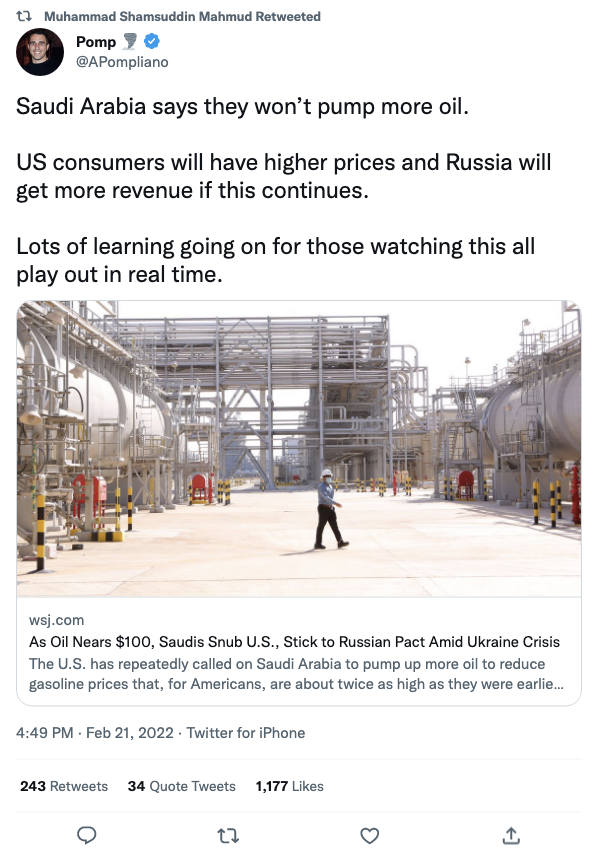 Muhammad Shamsuddin Mahmud Retweeted
Pomp
@APompliano
Saudi Arabia says they won’t pump more oil.
US consumers will have higher prices and Russia will
get more revenue if this continues.
Lots of learning going on for those watching this all
play out in real time.
wsj.com
As Oil Nears $100, Saudis Snub U.S., Stick to Russian Pact Amid Ukraine Crisis
The U.S. has repeatedly called on Saudi Arabia to pump up more oil to reduce
gasoline prices that, for Americans, are about twice as high as they were earlie...
4:49 PM · Feb 21, 2022 · Twitter for iPhone
243 Retweets 34 Quote Tweets 1,177 Likes